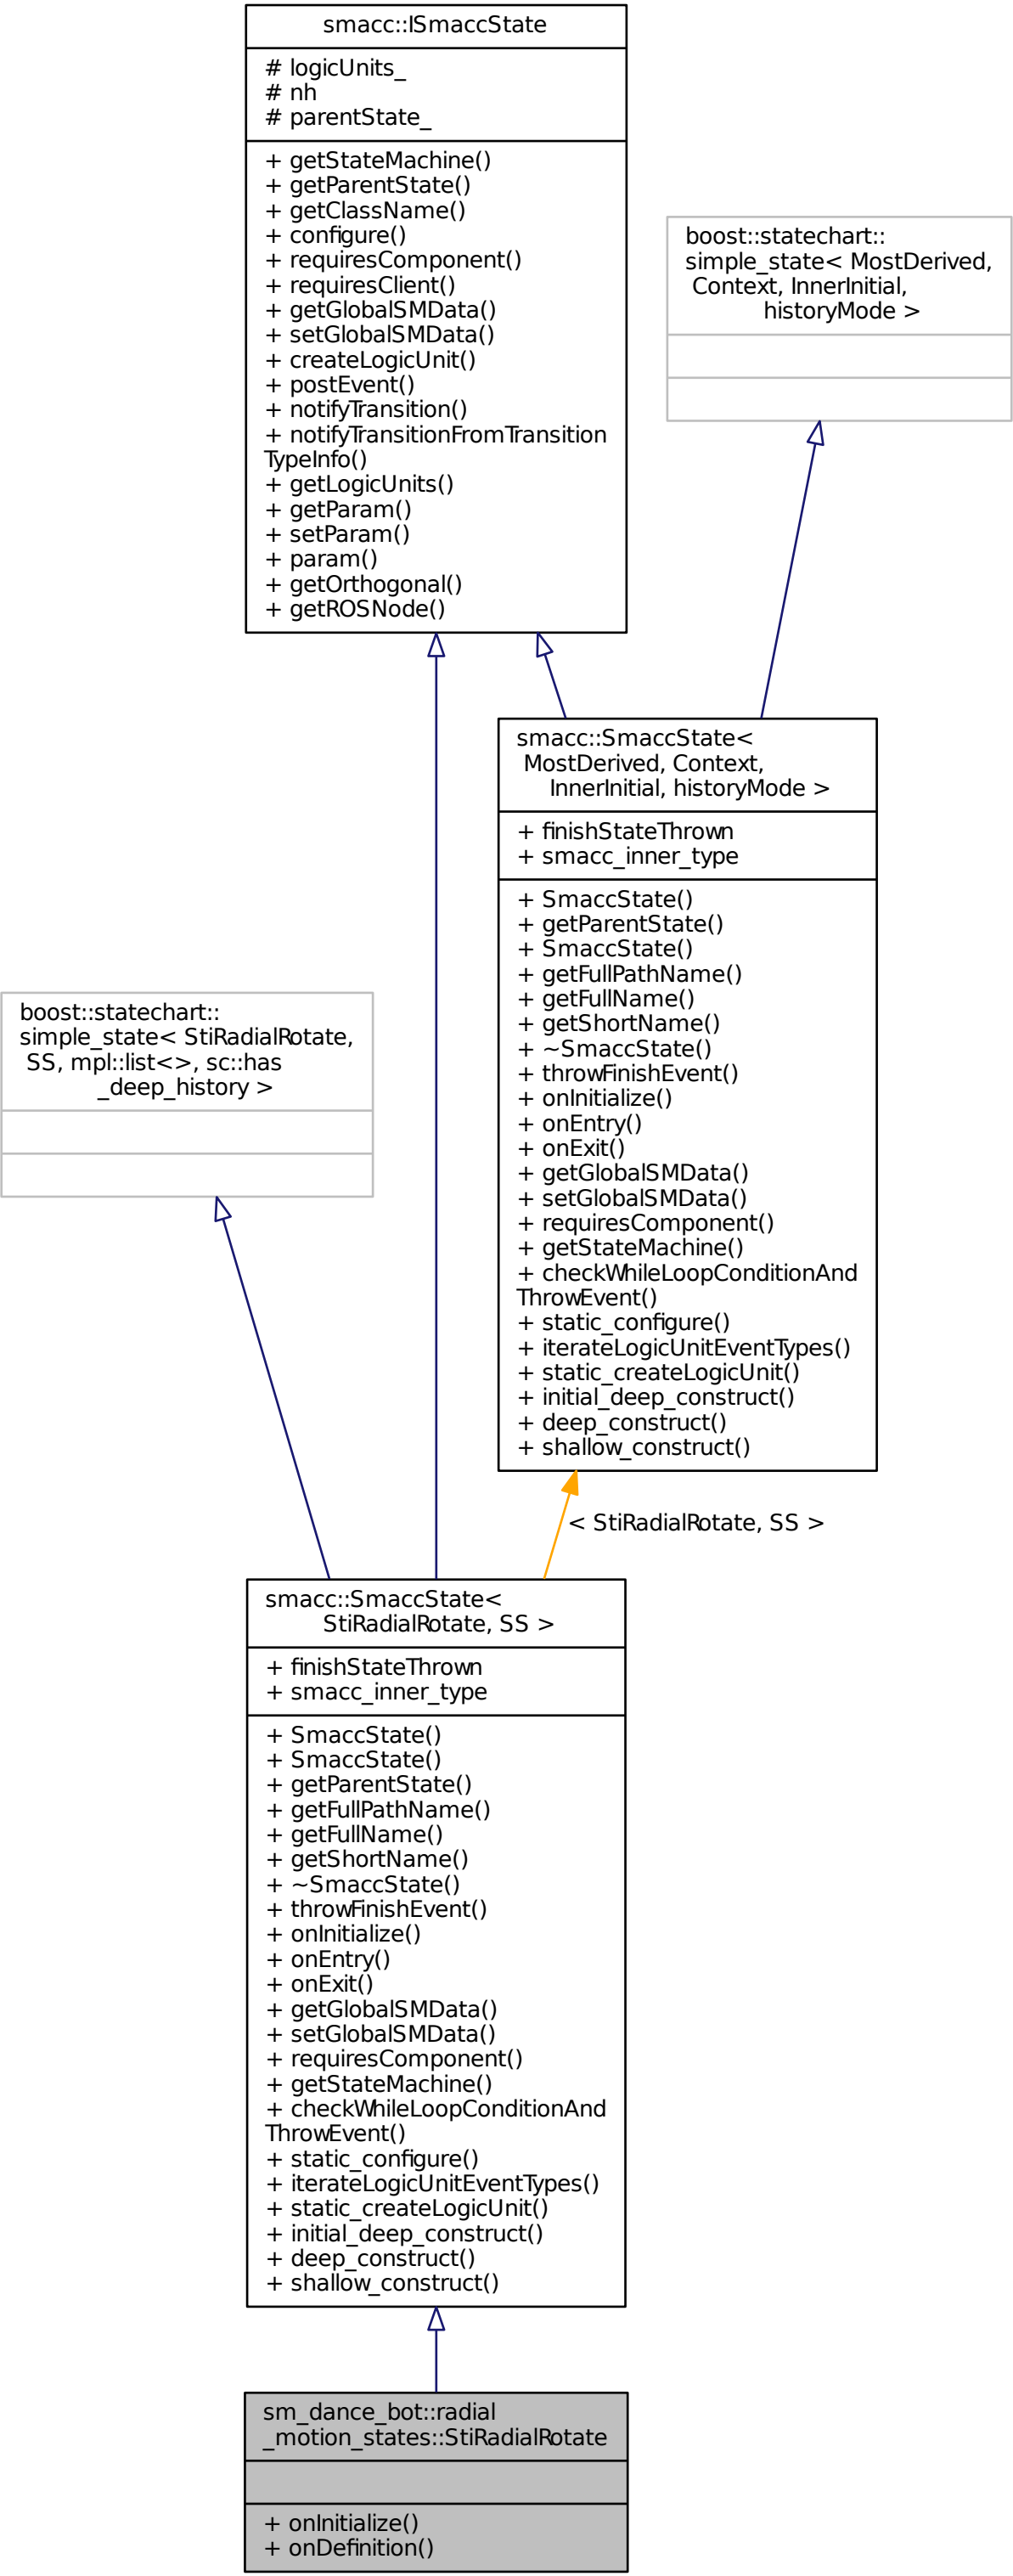 smacc::ISmaccState
# logicUnits_
# nh
# parentState_
+ getStateMachine()
+ getParentState()
+ getClassName()
+ configure()
+ requiresComponent()
+ requiresClient()
+ getGlobalSMData()
+ setGlobalSMData()
+ createLogicUnit()
+ postEvent()
+ notifyTransition()
+ notifyTransitionFromTransition
TypeInfo()
+ getLogicUnits()
+ getParam()
+ setParam()
+ param()
+ getOrthogonal()
+ getROSNode()
boost::statechart::
simple_state< MostDerived,
Context, InnerInitial,
historyMode >
smacc::SmaccState<
MostDerived, Context,
InnerInitial, historyMode >
+ finishStateThrown
+ smacc_inner_type
+ SmaccState()
+ getParentState()
+ SmaccState()
+ getFullPathName()
+ getFullName()
+ getShortName()
+ ~SmaccState()
+ throwFinishEvent()
+ onInitialize()
+ onEntry()
+ onExit()
+ getGlobalSMData()
+ setGlobalSMData()
+ requiresComponent()
+ getStateMachine()
+ checkWhileLoopConditionAnd
ThrowEvent()
+ static_configure()
+ iterateLogicUnitEventTypes()
+ static_createLogicUnit()
+ initial_deep_construct()
+ deep_construct()
+ shallow_construct()
boost::statechart::
simple_state< StiRadialRotate,
SS, mpl::list<>, sc::has
_deep_history >
< StiRadialRotate, SS >
smacc::SmaccState<
StiRadialRotate, SS >
+ finishStateThrown
+ smacc_inner_type
+ SmaccState()
+ SmaccState()
+ getParentState()
+ getFullPathName()
+ getFullName()
+ getShortName()
+ ~SmaccState()
+ throwFinishEvent()
+ onInitialize()
+ onEntry()
+ onExit()
+ getGlobalSMData()
+ setGlobalSMData()
+ requiresComponent()
+ getStateMachine()
+ checkWhileLoopConditionAnd
ThrowEvent()
+ static_configure()
+ iterateLogicUnitEventTypes()
+ static_createLogicUnit()
+ initial_deep_construct()
+ deep_construct()
+ shallow_construct()
sm_dance_bot::radial
_motion_states::StiRadialRotate
+ onInitialize()
+ onDefinition()